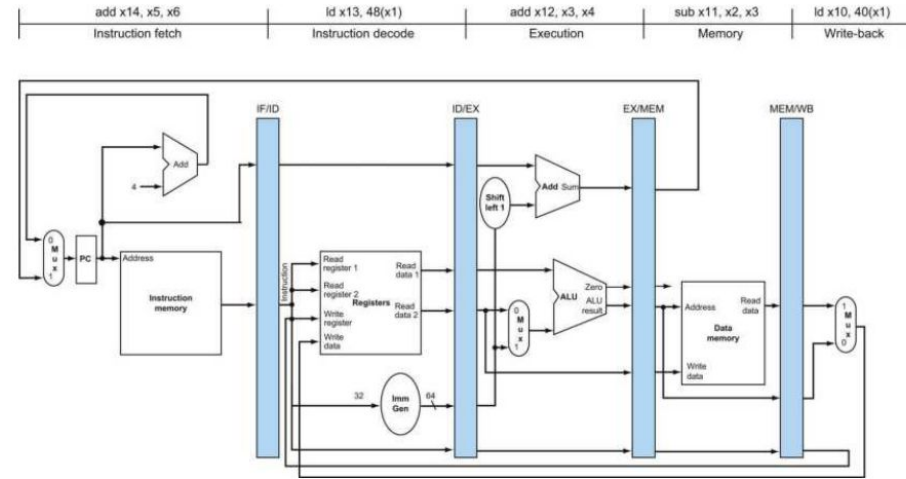 add x14, x5, x6
ld x13, 48(x1)
add x12, x3, x4
sub x11, x2, x3
ld x10, 40(x1)
Instruction fetch
Instruction decode
Execution
Memory
Write-back
IF/ID
ID/EX
EX/MEM
MEM/WB
Add
4
Add Sum
Shift
left 1
0
M
u
x
1
PC
Address
Instruction
memory
Instruction
Read
register 1
Read
register 2
Write
register
Write
data
Registers
Read
data 1
Read
data 2
0
M
u
x
1
Zero
ALU
ALU
result
Address
Read
data
Data
memory
Write
data
1
M
u
x
0
32
Imm
Gen
64